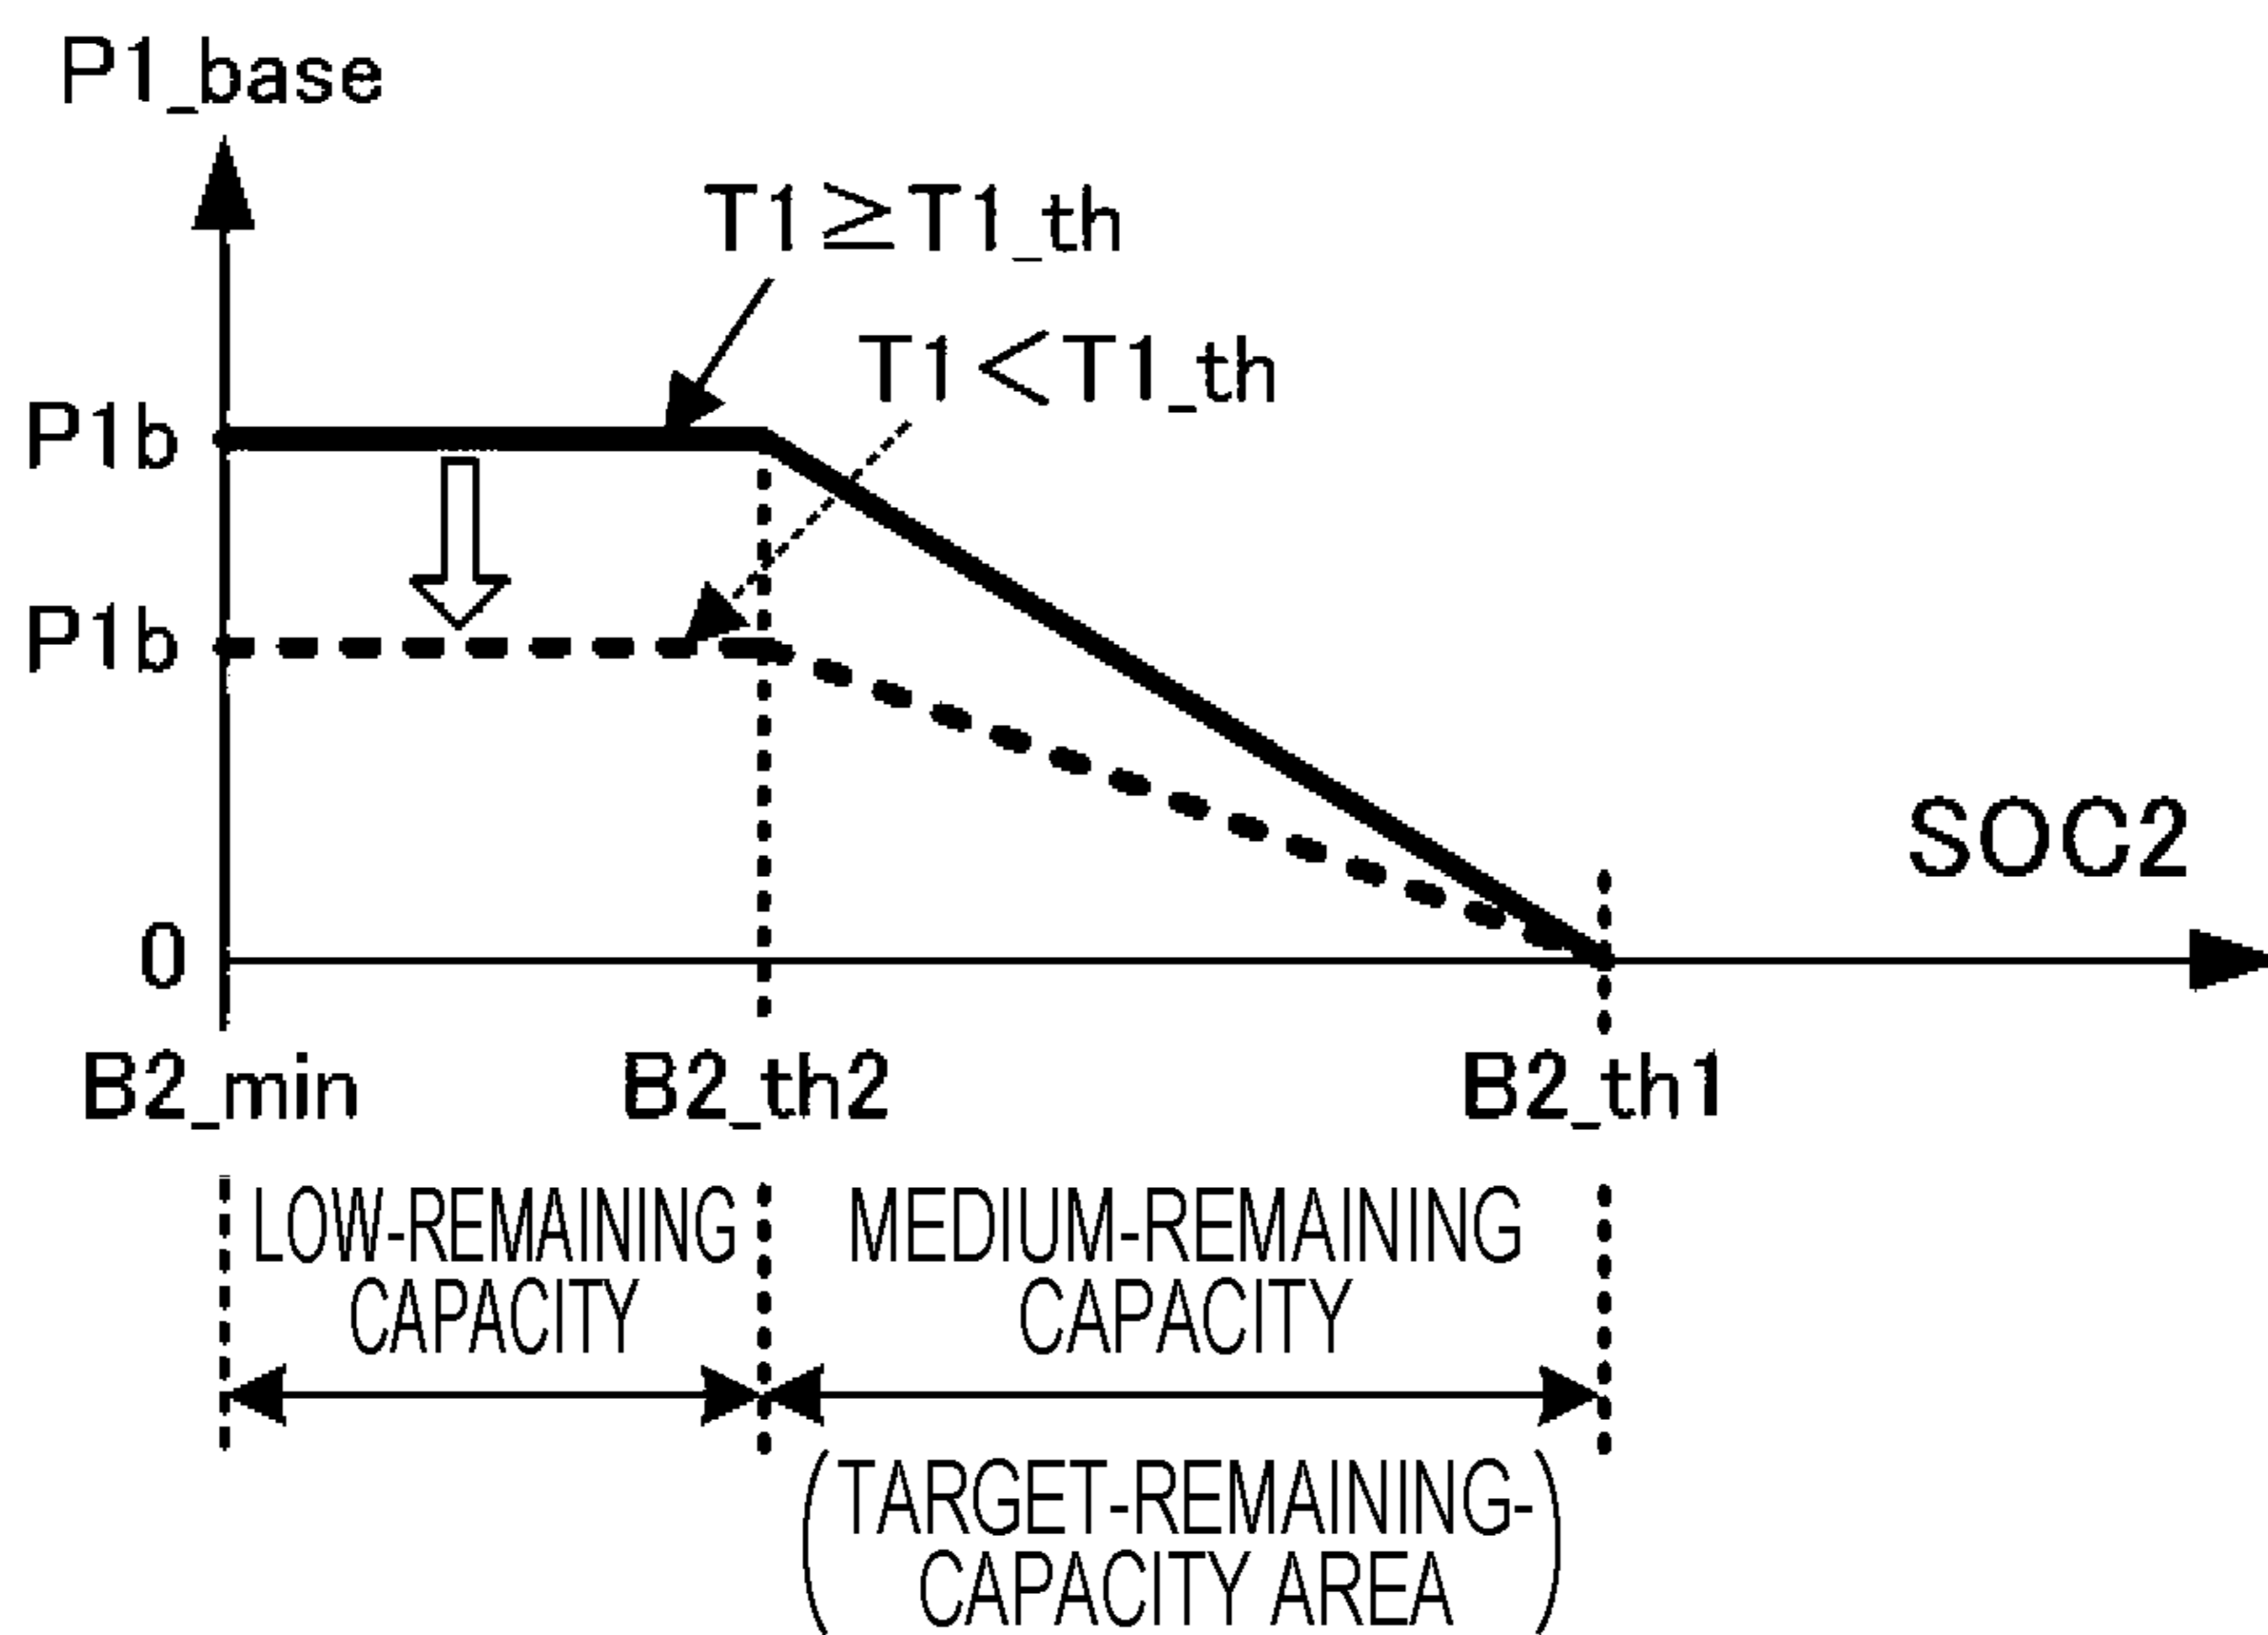 P1_base
T1≥T1_th
T1<T1_th
P1b
P1b
SOC2
0
B2_min
B2_th2
B2_th1
LOW-REMAINING
CAPACITY
MEDIUM-REMAINING
CAPACITY
(TARGET-REMAINING-
CAPACITY AREA)